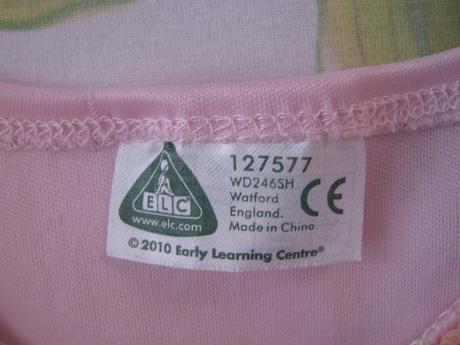 ELC
www.elc.com
127577
WD246SH
Watford
England.
Made in China
CE
© 2010 Early Learning Centre®